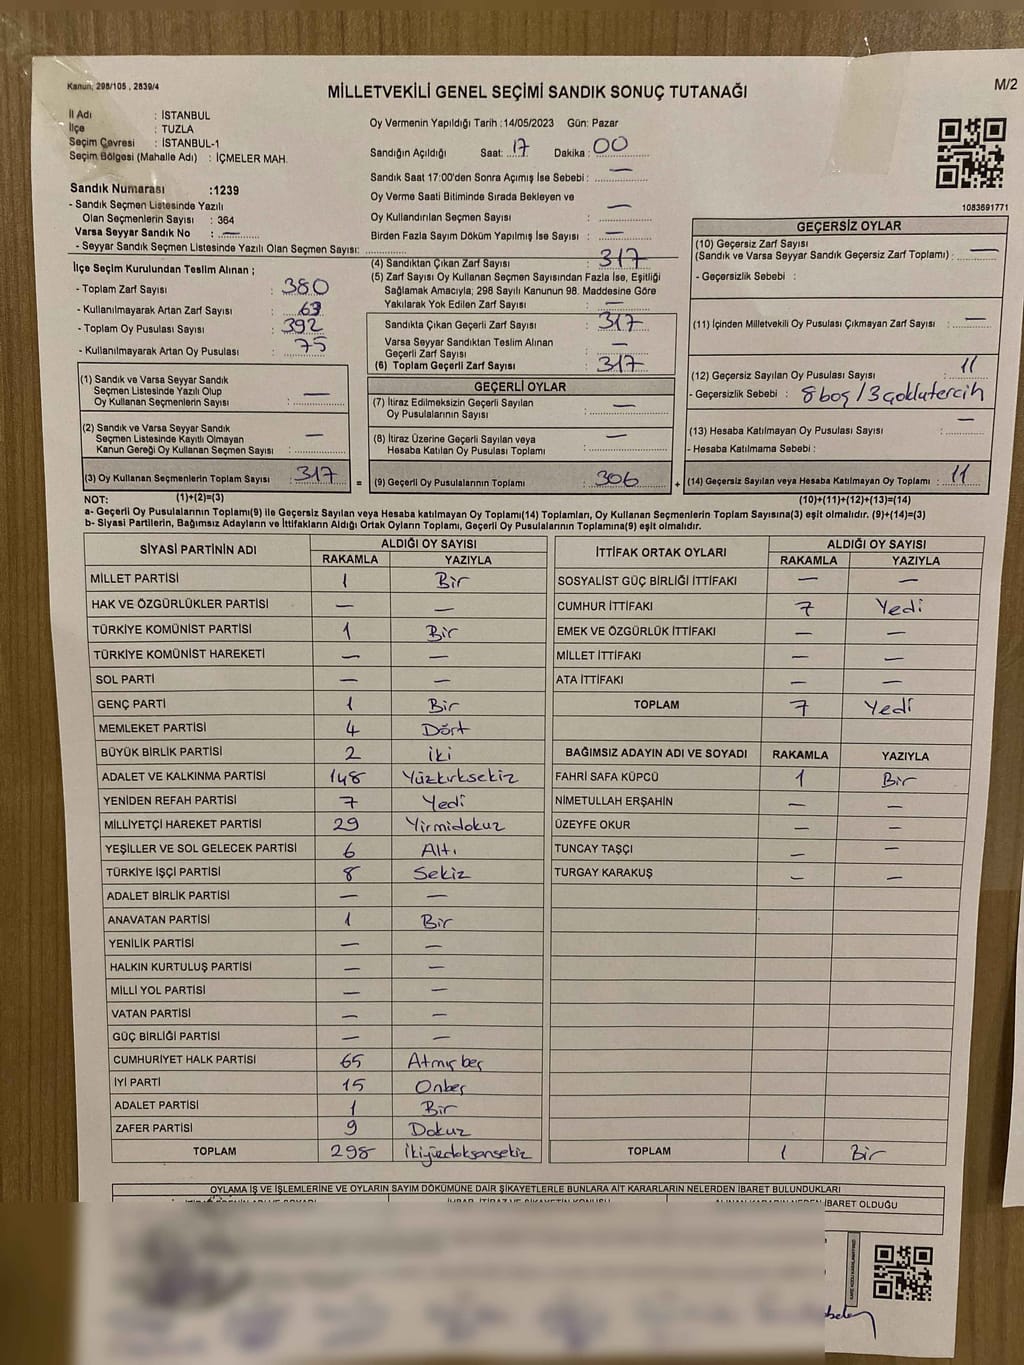 Kanun, 298/105 , 2839/4
MİLLETVEKİLİ GENEL SEÇİMİ SANDIK SONUÇ TUTANAĞI
M/2
İl Adı : İSTANBUL
İlçe : TUZLA
Seçim Çevresi : İSTANBUL-1
Seçim Bölgesi (Mahalle Adı) : İÇMELER MAH.
Sandık Numarası :1239
- Sandık Seçmen Listesinde Yazılı
Olan Seçmenlerin Sayısı : 364
Varsa Seyyar Sandık No : —
- Seyyar Sandık Seçmen Listesinde Yazılı Olan Seçmen Sayısı:
Oy Vermenin Yapıldığı Tarih :14/05/2023 Gün: Pazar
Sandığın Açıldığı Saat: 17 Dakika : 00
Sandık Saat 17:00'den Sonra Açımış İse Sebebi : —
Oy Verme Saati Bitiminde Sırada Bekleyen ve
Oy Kullandırılan Seçmen Sayısı : —
Birden Fazla Sayım Döküm Yapılmış İse Sayısı : —
1083691771
İlçe Seçim Kurulundan Teslim Alınan ;
- Toplam Zarf Sayısı : 380
- Kullanılmayarak Artan Zarf Sayısı : 63
- Toplam Oy Pusulası Sayısı : 392
- Kullanılmayarak Artan Oy Pusulası : 75
(4) Sandıktan Çıkan Zarf Sayısı : 317
(5) Zarf Sayısı Oy Kullanan Seçmen Sayısından Fazla İse, Eşitliği
Sağlamak Amacıyla; 298 Sayılı Kanunun 98. Maddesine Göre
Yakılarak Yok Edilen Zarf Sayısı : —
Sandıkta Çıkan Geçerli Zarf Sayısı : 317
Varsa Seyyar Sandıktan Teslim Alınan
Geçerli Zarf Sayısı : —
(6) Toplam Geçerli Zarf Sayısı : 317
GEÇERSİZ OYLAR
(10) Geçersiz Zarf Sayısı
(Sandık ve Varsa Seyyar Sandık Geçersiz Zarf Toplamı) : —
- Geçersizlik Sebebi :
(11) İçinden Milletvekili Oy Pusulası Çıkmayan Zarf Sayısı : —
(12) Geçersiz Sayılan Oy Pusulası Sayısı : 11
- Geçersizlik Sebebi : 8 boş / 3 çoklutercih
(13) Hesaba Katılmayan Oy Pusulası Sayısı : —
- Hesaba Katılmama Sebebi :
(14) Geçersiz Sayılan veya Hesaba Katılmayan Oy Toplamı : 11
(1) Sandık ve Varsa Seyyar Sandık
Seçmen Listesinde Yazılı Olup
Oy Kullanan Seçmenlerin Sayısı : —
(2) Sandık ve Varsa Seyyar Sandık
Seçmen Listesinde Kayıtlı Olmayan
Kanun Gereği Oy Kullanan Seçmen Sayısı : —
(3) Oy Kullanan Seçmenlerin Toplam Sayısı : 317 =
GEÇERLİ OYLAR
(7) İtiraz Edilmeksizin Geçerli Sayılan
Oy Pusulalarının Sayısı : —
(8) İtiraz Üzerine Geçerli Sayılan veya
Hesaba Katılan Oy Pusulası Toplamı : —
(9) Geçerli Oy Pusulalarının Toplamı : 306 +
NOT: (1)+(2)=(3) (10)+(11)+(12)+(13)=(14)
a- Geçerli Oy Pusulaları Toplamı(9) ile Geçersiz Sayılan veya Hesaba katılmayan Oy Toplamı(14) Toplamları, Oy Kullanan Seçmenlerin Toplam Sayısına(3) eşit olmalıdır. (9)+(14)=(3)
b- Siyasi Partilerin, Bağımsız Adayların ve İttifakların Aldığı Ortak Oyların Toplamı, Geçerli Oy Pusulalarının Toplamına(9) eşit olmalıdır.
SİYASİ PARTİNİN ADI ALDIĞI OY SAYISI
RAKAMLA YAZIYLA
MİLLET PARTİSİ 1 Bir
HAK VE ÖZGÜRLÜKLER PARTİSİ — —
TÜRKİYE KOMÜNİST PARTİSİ 1 Bir
TÜRKİYE KOMÜNİST HAREKETİ — —
SOL PARTİ — —
GENÇ PARTİ 1 Bir
MEMLEKET PARTİSİ 4 Dört
BÜYÜK BİRLİK PARTİSİ 2 iki
ADALET VE KALKINMA PARTİSİ 148 Yüzkırksekiz
YENİDEN REFAH PARTİSİ 7 Yedi
MİLLİYETÇİ HAREKET PARTİSİ 29 Yirmidokuz
YEŞİLLER VE SOL GELECEK PARTİSİ 6 Altı
TÜRKİYE İŞÇİ PARTİSİ 8 Sekiz
ADALET BİRLİK PARTİSİ — —
ANAVATAN PARTİSİ 1 Bir
YENİLİK PARTİSİ — —
HALKIN KURTULUŞ PARTİSİ — —
MİLLİ YOL PARTİSİ — —
VATAN PARTİSİ — —
GÜÇ BİRLİĞİ PARTİSİ — —
CUMHURİYET HALK PARTİSİ 65 Atmış beş
İYİ PARTİ 15 Onbeş
ADALET PARTİSİ 1 Bir
ZAFER PARTİSİ 9 Dokuz
TOPLAM 298 ikiyüzdoksansekiz
İTTİFAK ORTAK OYLARI ALDIĞI OY SAYISI
RAKAMLA YAZIYLA
SOSYALİST GÜÇ BİRLİĞİ İTTİFAKI — —
CUMHUR İTTİFAKI 7 Yedi
EMEK VE ÖZGÜRLÜK İTTİFAKI — —
MİLLET İTTİFAKI — —
ATA İTTİFAKI — —
TOPLAM 7 Yedi
BAĞIMSIZ ADAYIN ADI VE SOYADI RAKAMLA YAZIYLA
FAHRİ SAFA KÜPCÜ 1 Bir
NİMETULLAH ERŞAHİN — —
ÜZEYFE OKUR — —
TUNCAY TAŞÇI — —
TURGAY KARAKUŞ — —
TOPLAM 1 Bir
OYLAMA İŞ VE İŞLEMLERİNE VE OYLARIN SAYIM DÖKÜMÜNE DAİR ŞİKAYETLERLE BUNLARA AİT KARARLARIN NELERDEN İBARET BULUNDUKLARI
İBARET OLDUĞU